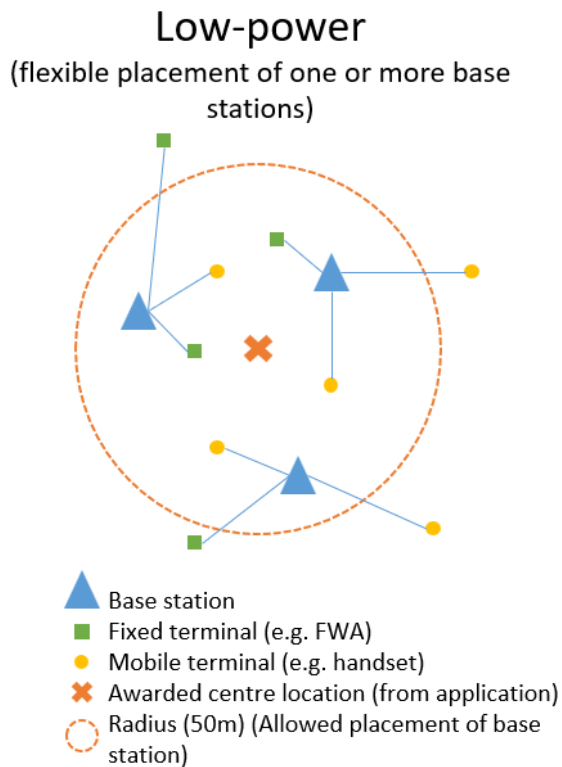 Low-power
(flexible placement of one or more base
stations)
Base station
Fixed terminal (e.g. FWA)
Mobile terminal (e.g. handset)
Awarded centre location (from application)
Radius (50m) (Allowed placement of base
station)